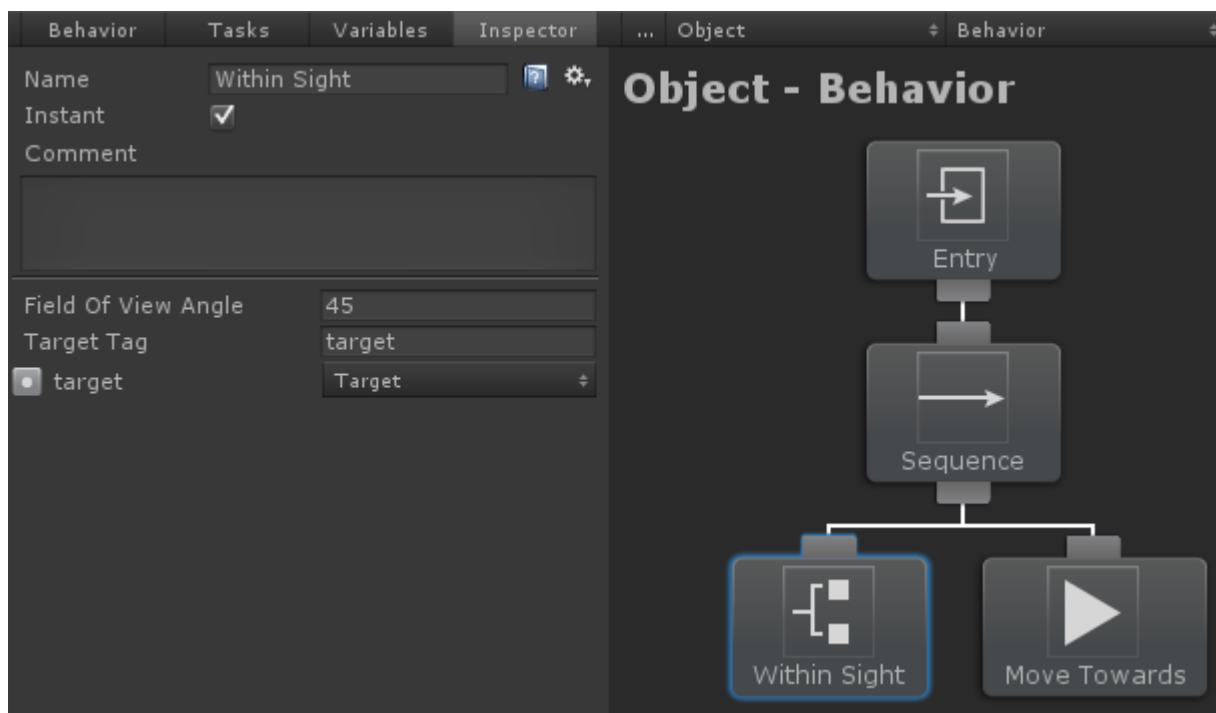 Behavior Tasks Variables Inspector ... Object Behavior
Name Within Sight
Instant
Comment
Field Of View Angle 45
Target Tag target
target Target
Object - Behavior
Entry
Sequence
Within Sight Move Towards